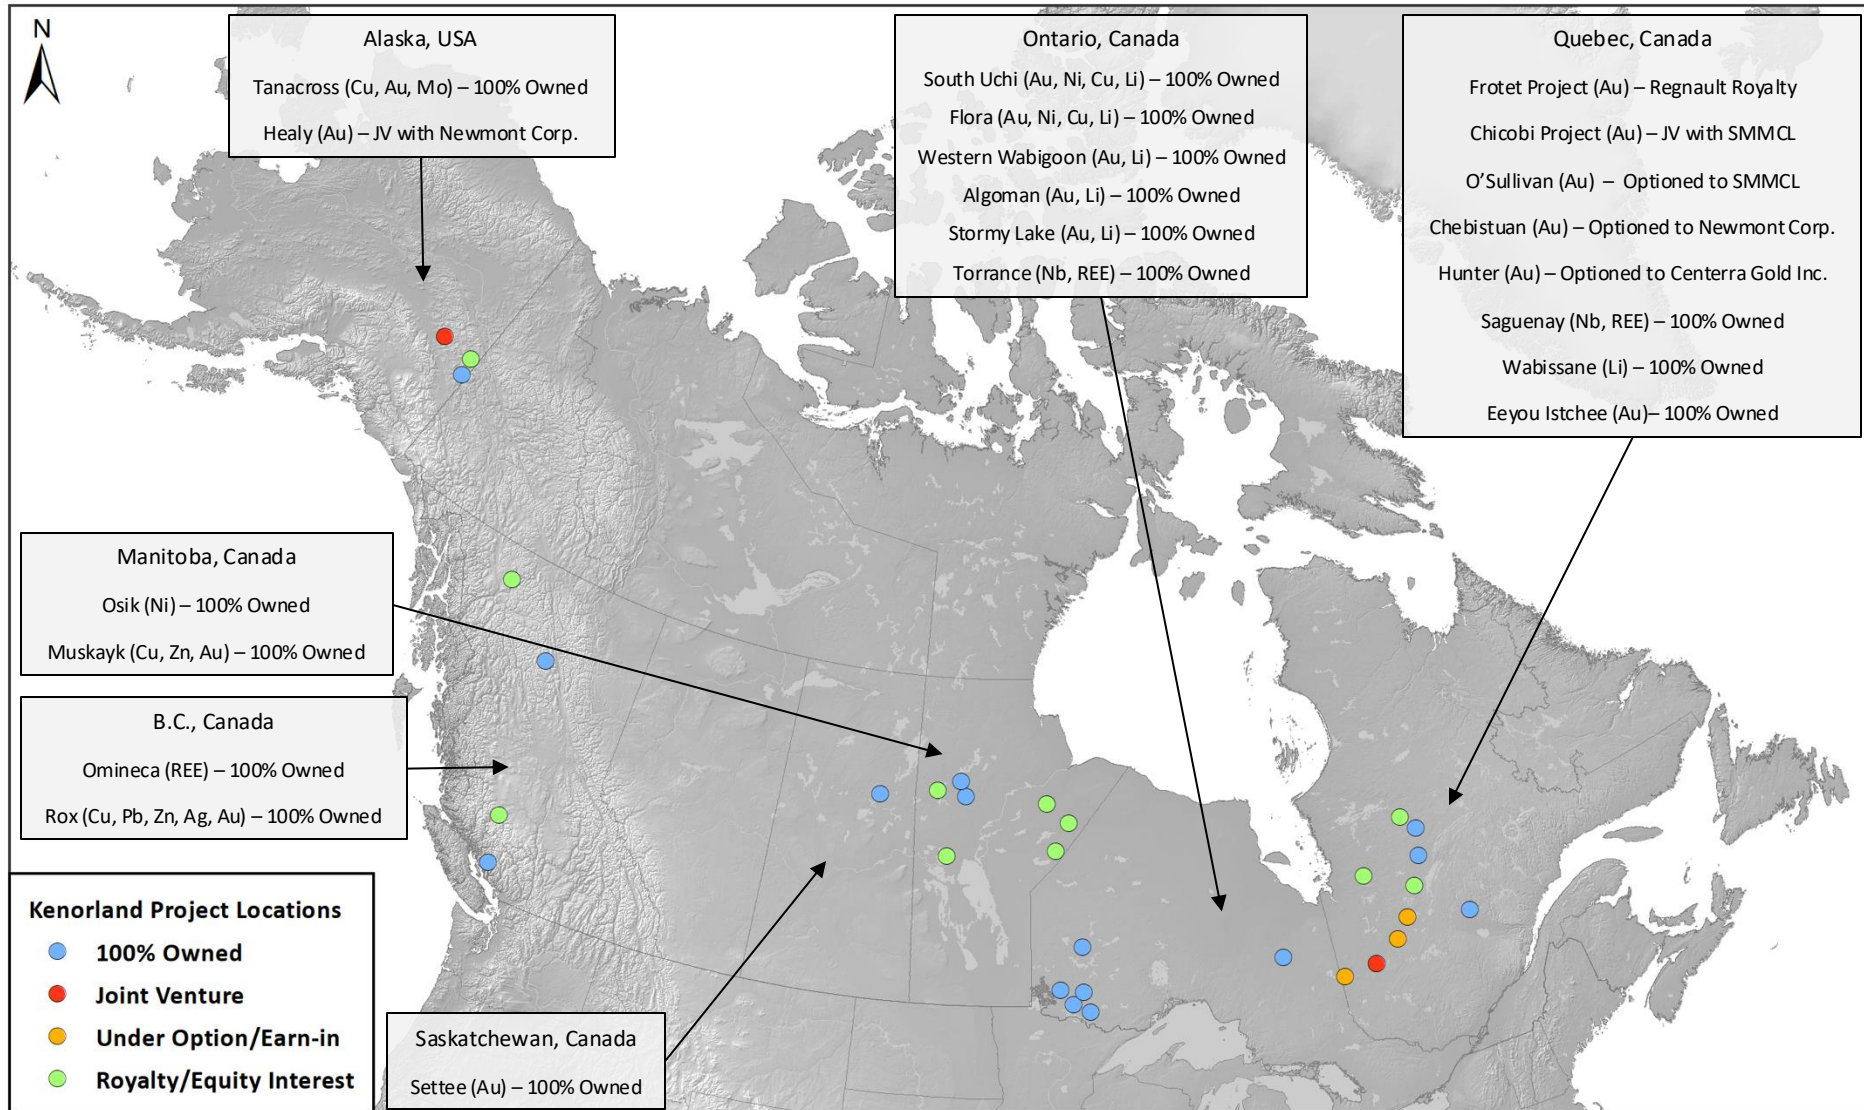 N
Alaska, USA
Tanacross (Cu, Au, Mo) – 100% Owned
Healy (Au) – JV with Newmont Corp.
Ontario, Canada
South Uchi (Au, Ni, Cu, Li) – 100% Owned
Flora (Au, Ni, Cu, Li) – 100% Owned
Western Wabigoon (Au, Li) – 100% Owned
Algoman (Au, Li) – 100% Owned
Stormy Lake (Au, Li) – 100% Owned
Torrance (Nb, REE) – 100% Owned
Quebec, Canada
Frotet Project (Au) – Regnault Royalty
Chicobi Project (Au) – JV with SMMCL
O’Sullivan (Au) – Optioned to SMMCL
Chebistuan (Au) – Optioned to Newmont Corp.
Hunter (Au) – Optioned to Centerra Gold Inc.
Saguenay (Nb, REE) – 100% Owned
Wabissane (Li) – 100% Owned
Eeyou Istchee (Au)– 100% Owned
Manitoba, Canada
Osik (Ni) – 100% Owned
Muskayk (Cu, Zn, Au) – 100% Owned
B.C., Canada
Omineca (REE) – 100% Owned
Rox (Cu, Pb, Zn, Ag, Au) – 100% Owned
Kenorland Project Locations
100% Owned
Joint Venture
Under Option/Earn-in
Royalty/Equity Interest
Saskatchewan, Canada
Settee (Au) – 100% Owned